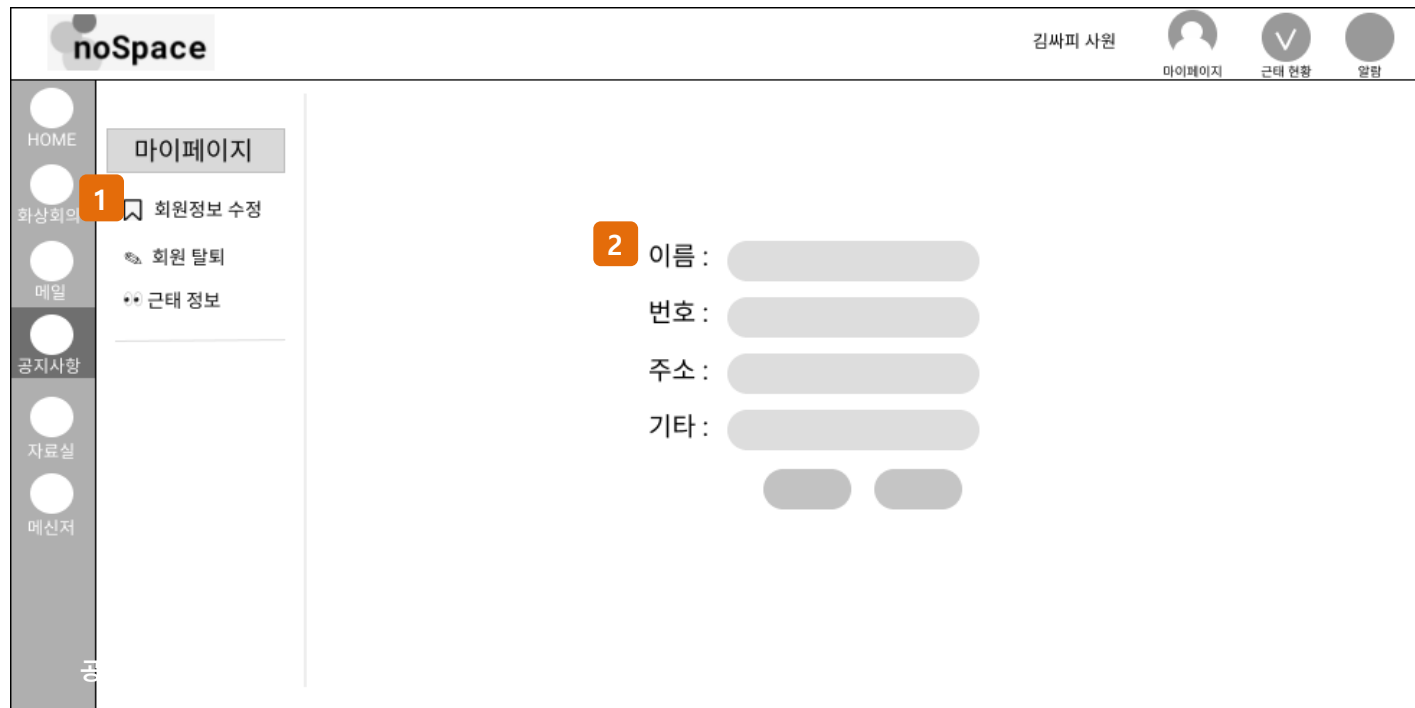 noSpace
김싸피 사원
마이페이지
근태 현황
알람
HOME
화상회의
메일
공지사항
자료실
메신저
공
마이페이지
1
회원정보 수정
회원 탈퇴
근태 정보
2
이름 :
번호 :
주소 :
기타 :